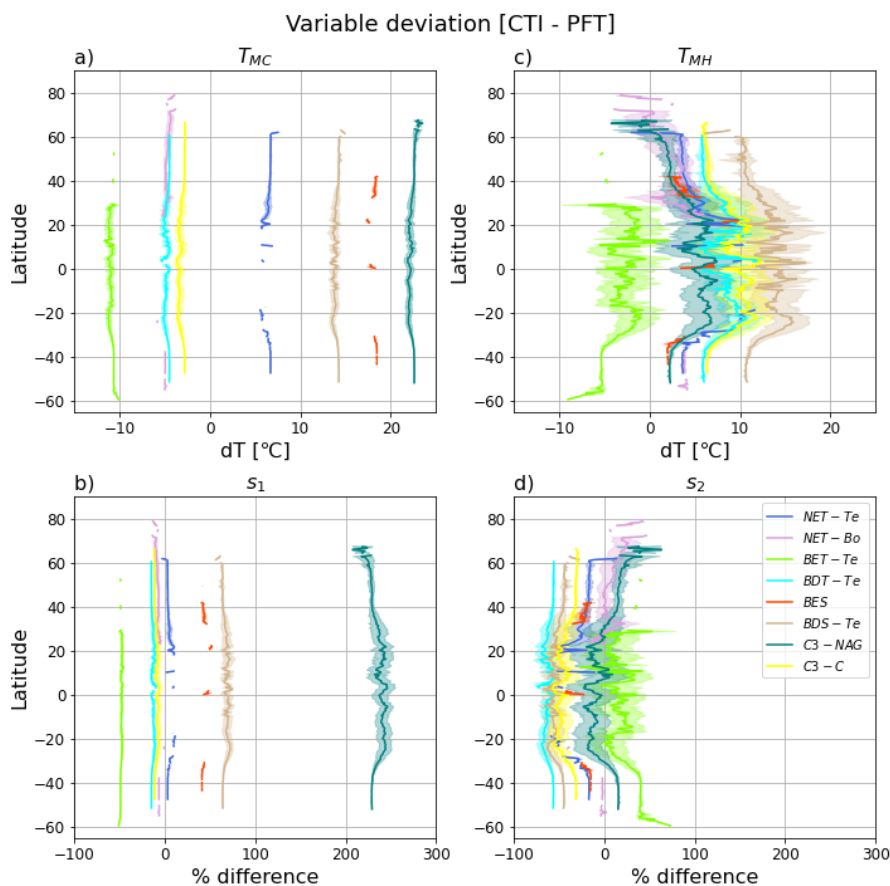 Variable deviation [CTI - PFT]
a) T_MC
80
60
40
20
0
−20
−40
−60
Latitude
−10 0 10 20
dT [℃]
c) T_MH
80
60
40
20
0
−20
−40
−60
Latitude
−10 0 10 20
dT [℃]
b) s_1
80
60
40
20
0
−20
−40
−60
Latitude
−100 0 100 200 300
% difference
d) s_2
NET − Te
NET − Bo
BET − Te
BDT − Te
BES
BDS − Te
C3 − NAG
C3 − C
80
60
40
20
0
−20
−40
−60
−100 0 100 200 300
% difference